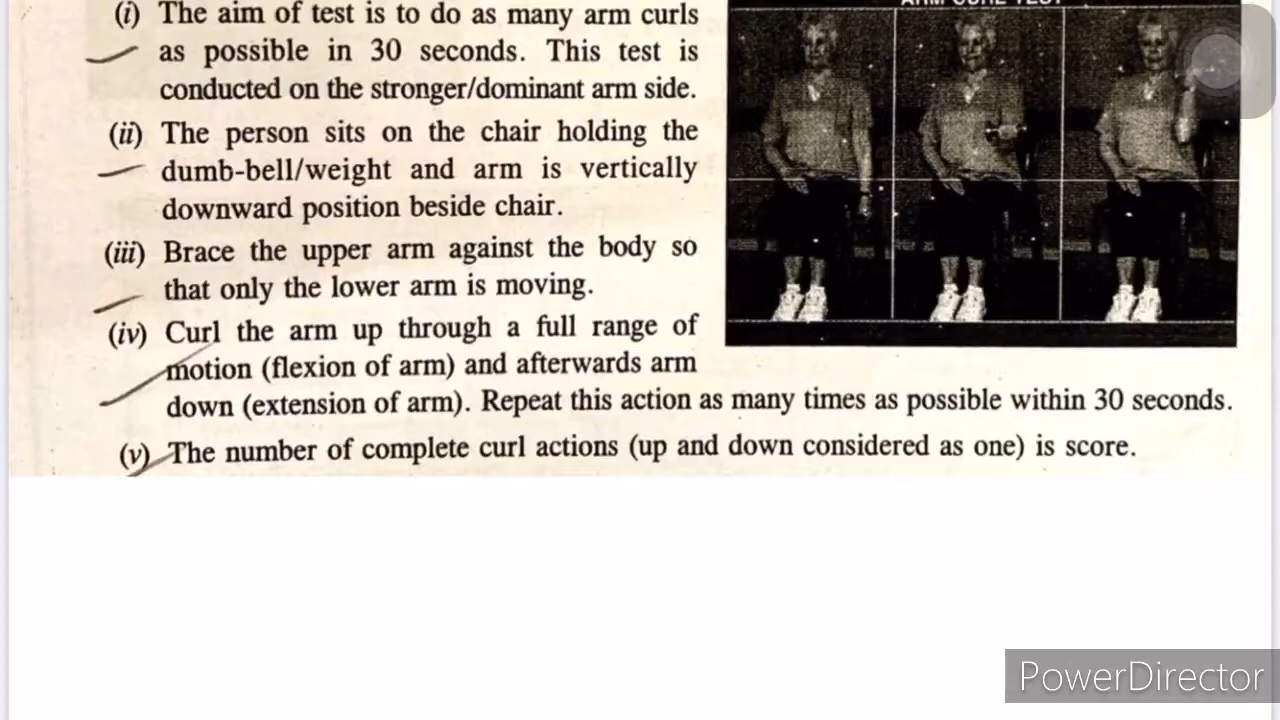 ARM CURL TEST
(i) The aim of test is to do as many arm curls
as possible in 30 seconds. This test is
conducted on the stronger/dominant arm side.
(ii) The person sits on the chair holding the
dumb-bell/weight and arm is vertically
downward position beside chair.
(iii) Brace the upper arm against the body so
that only the lower arm is moving.
(iv) Curl the arm up through a full range of
motion (flexion of arm) and afterwards arm
down (extension of arm). Repeat this action as many times as possible within 30 seconds.
(v) The number of complete curl actions (up and down considered as one) is score.
PowerDirector